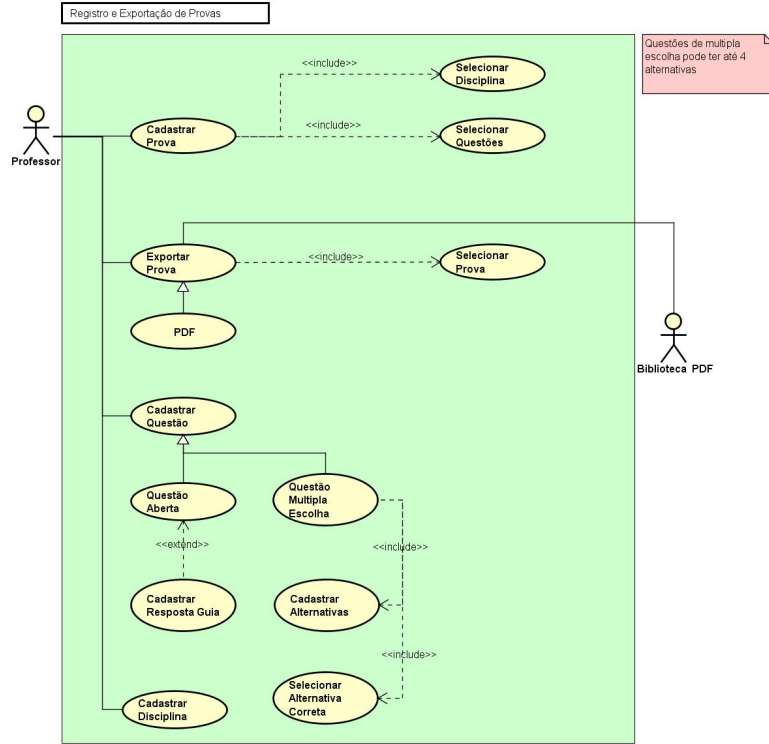 Registro e Exportação de Provas
Questões de multipla
escolha pode ter até 4
alternativas
<<include>>
Selecionar
Disciplina
Professor
Cadastrar
Prova
<<include>>
Selecionar
Questões
Exportar
Prova
<<include>>
Selecionar
Prova
PDF
Biblioteca PDF
Cadastrar
Questão
Questão
Aberta
Questão
Multipla
Escolha
<<extend>>
<<include>>
Cadastrar
Resposta Guia
Cadastrar
Alternativas
<<include>>
Cadastrar
Disciplina
Selecionar
Alternativa
Correta